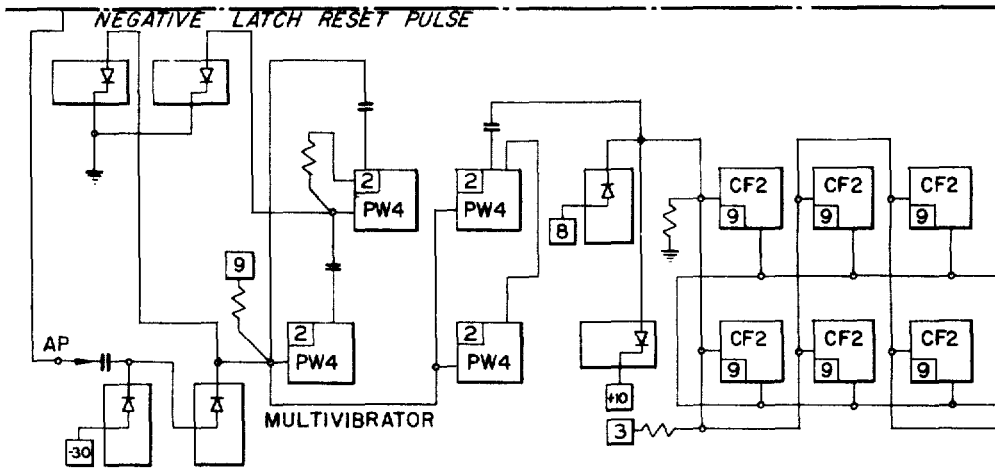 NEGATIVE LATCH RESET PULSE
2
PW4
2
PW4
8
CF2
9
CF2
9
CF2
9
9
AP
2
PW4
2
PW4
CF2
9
CF2
9
CF2
9
+10
MULTIVIBRATOR
3
-30